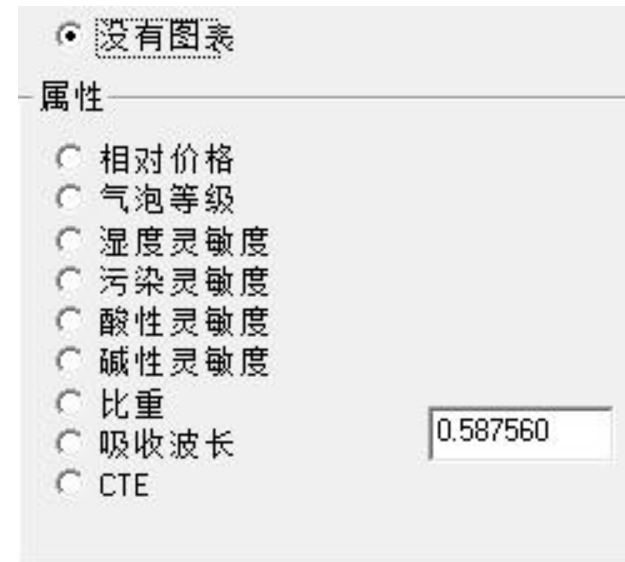 没有图表
属性
相对价格
气泡等级
湿度灵敏度
污染灵敏度
酸性灵敏度
碱性灵敏度
比重
吸收波长 0.587560
CTE